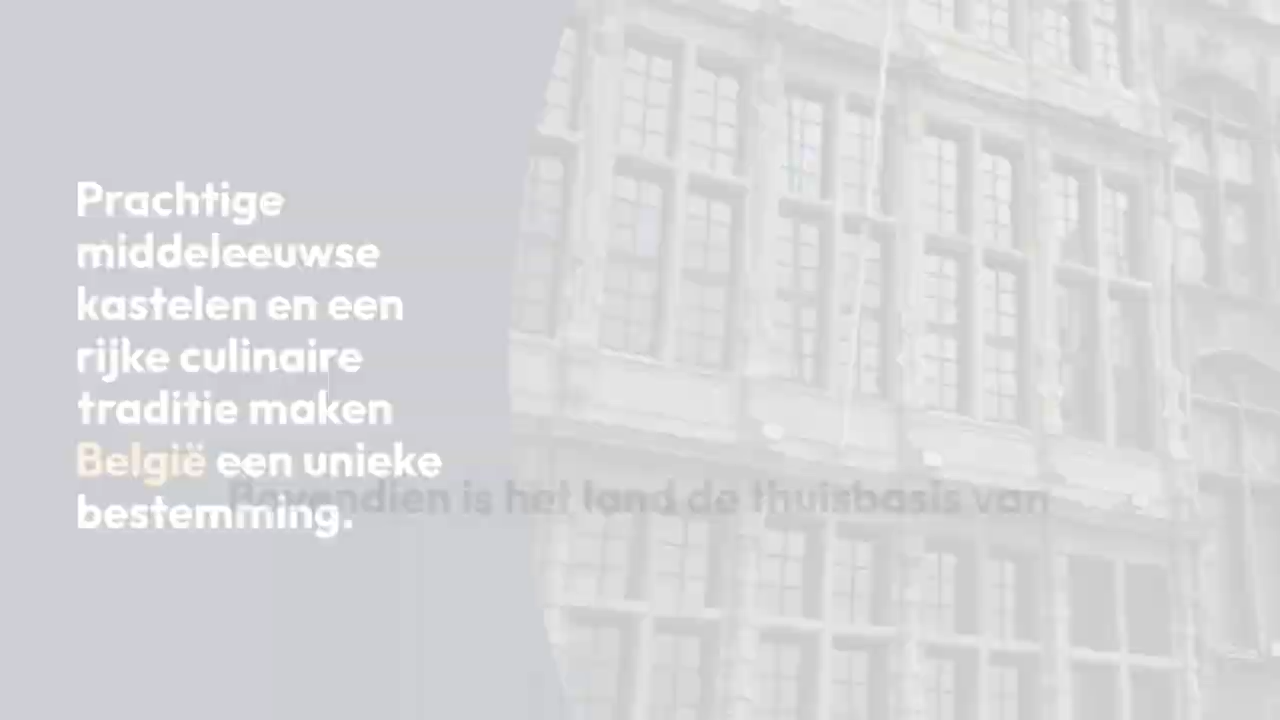 Prachtige
middeleeuwse
kastelen en een
rijke culinaire
traditie maken
België een unieke
bestemming.
Bovendien is het land de thuisbasis van